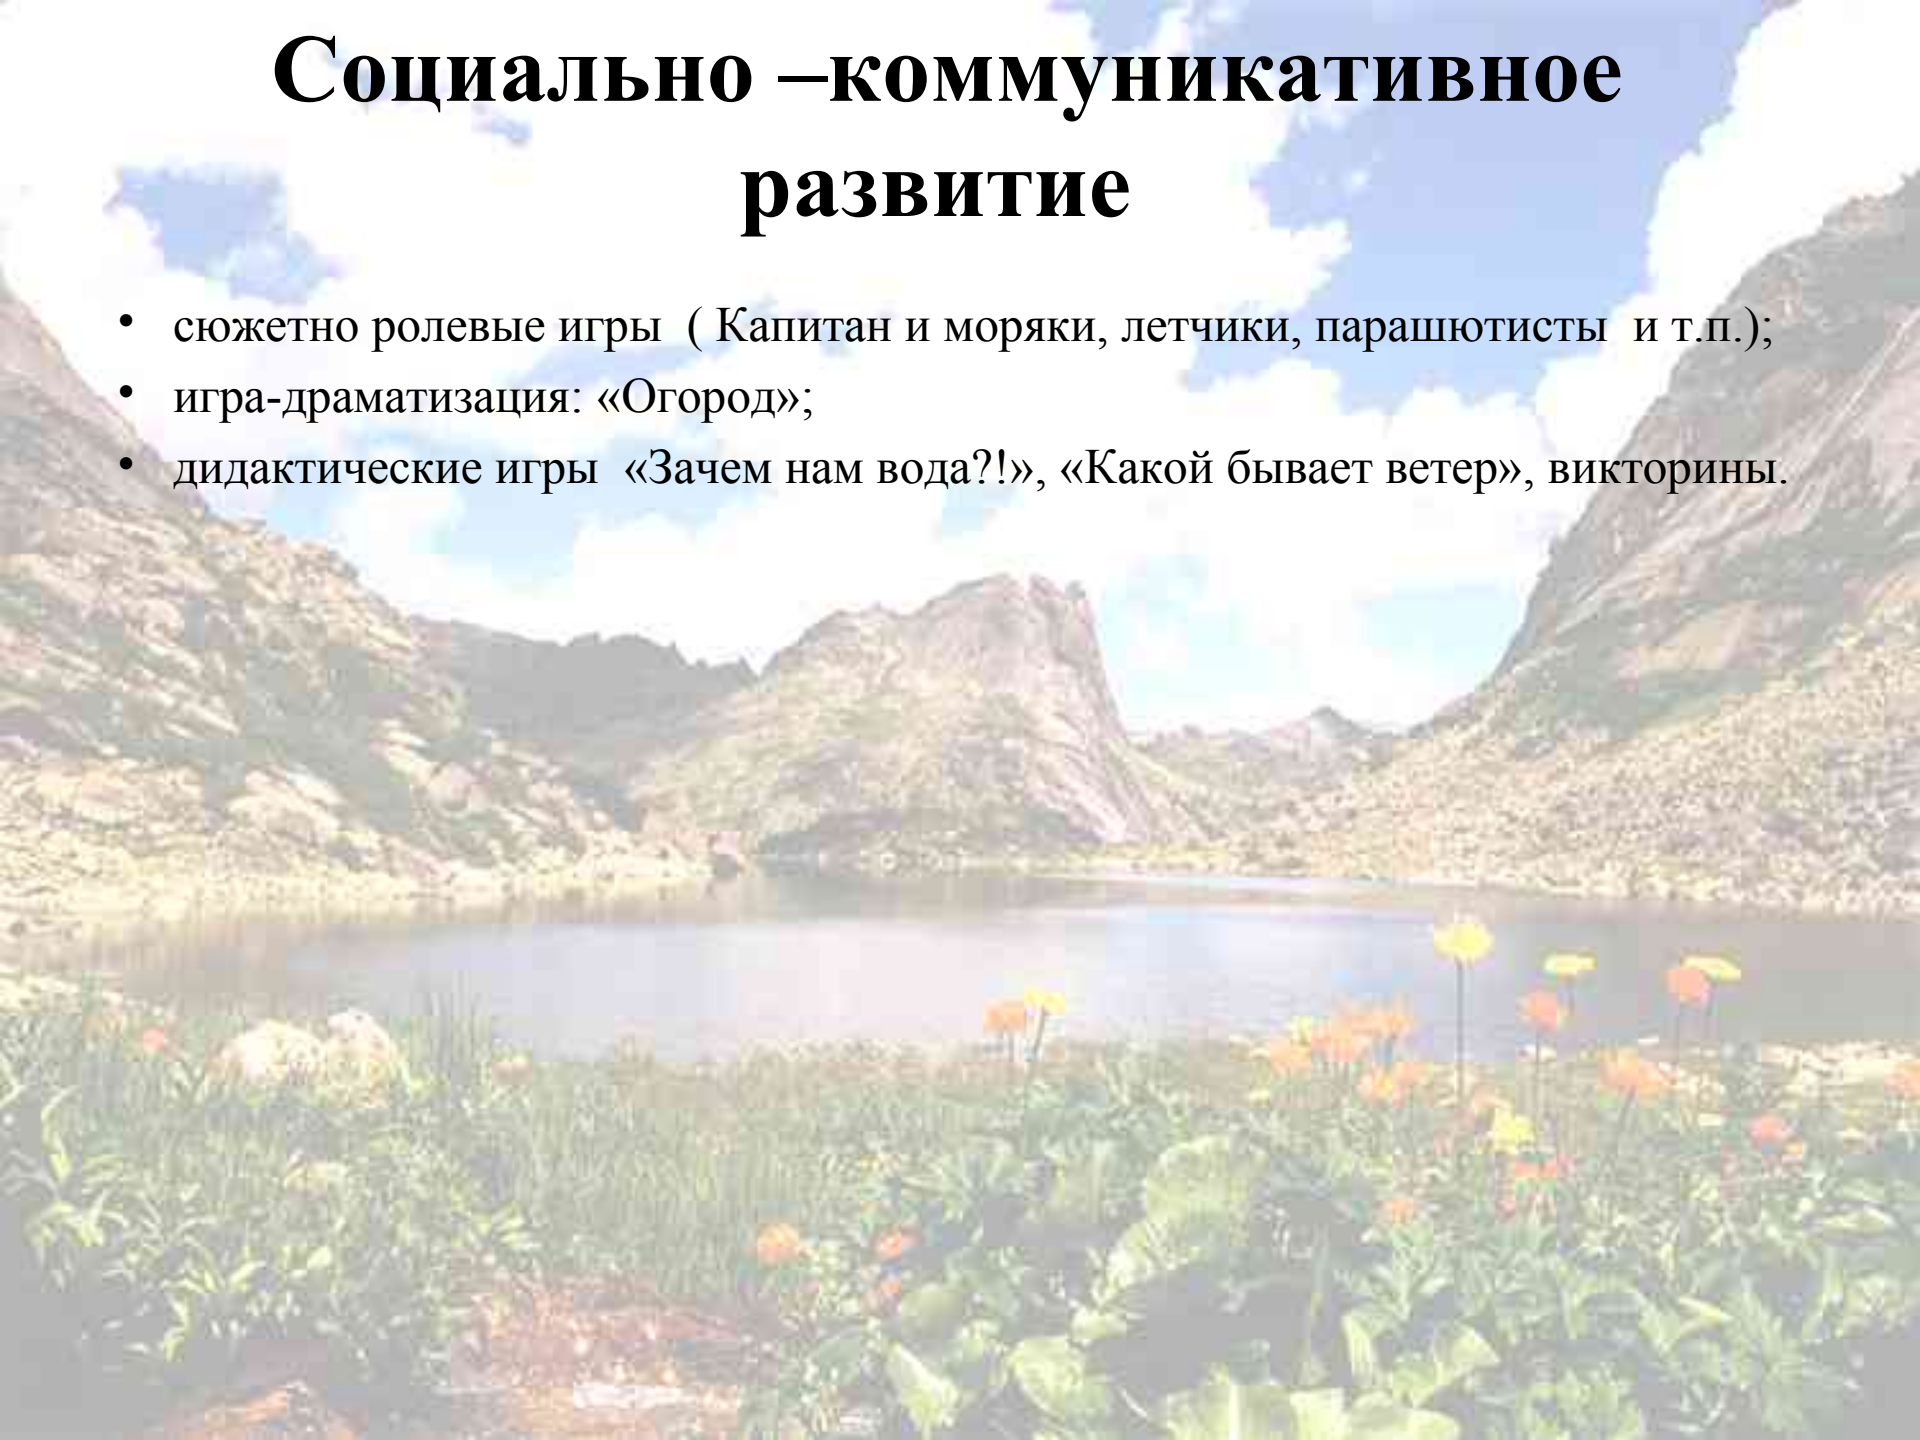 Социально –коммуникативное
развитие
• сюжетно ролевые игры  ( Капитан и моряки, летчики, парашютисты  и т.п.);
• игра-драматизация: «Огород»;
• дидактические игры  «Зачем нам вода?!», «Какой бывает ветер», викторины.